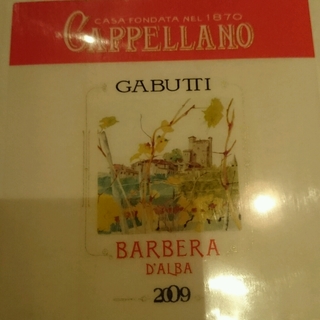 CASA FONDATA NEL 1870
CAPPELLANO
GABUTTI
BARBERA
D'ALBA
2009